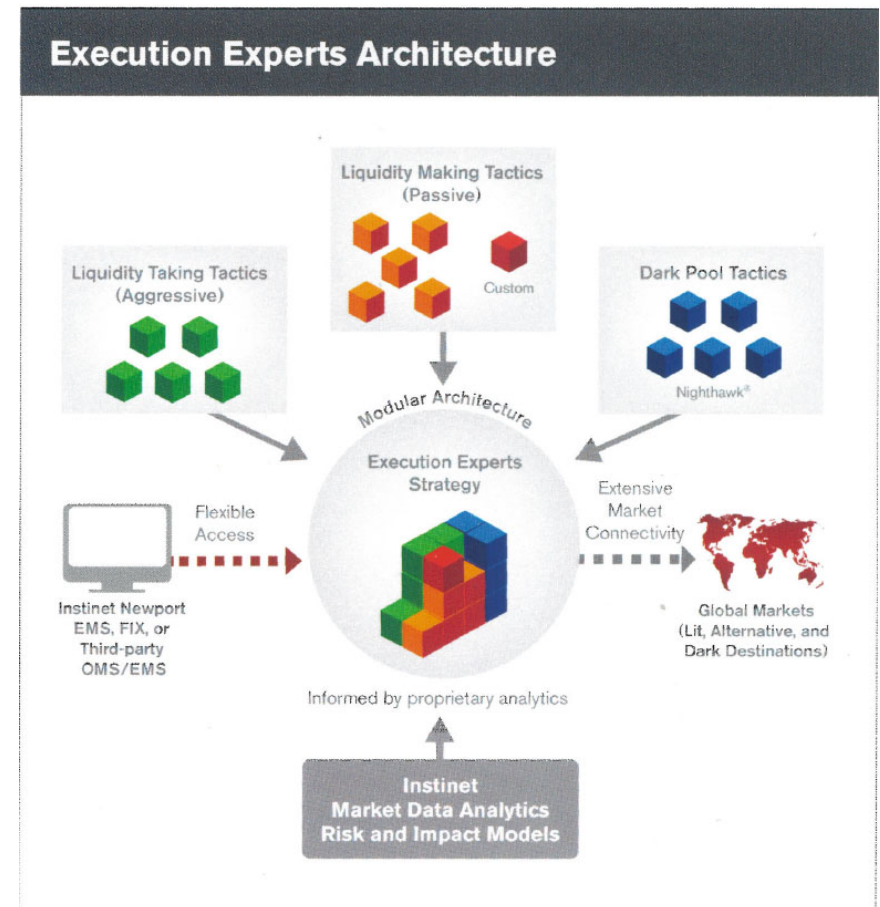 Execution Experts Architecture
Liquidity Making Tactics
(Passive)
Custom
Liquidity Taking Tactics
(Aggressive)
Dark Pool Tactics
Nighthawk®
Modular Architecture
Execution Experts
Strategy
Flexible
Access
Extensive
Market
Connectivity
Instinet Newport
EMS, FIX, or
Third-party
OMS/EMS
Global Markets
(Lit, Alternative, and
Dark Destinations)
Informed by proprietary analytics
Instinet
Market Data Analytics
Risk and Impact Models